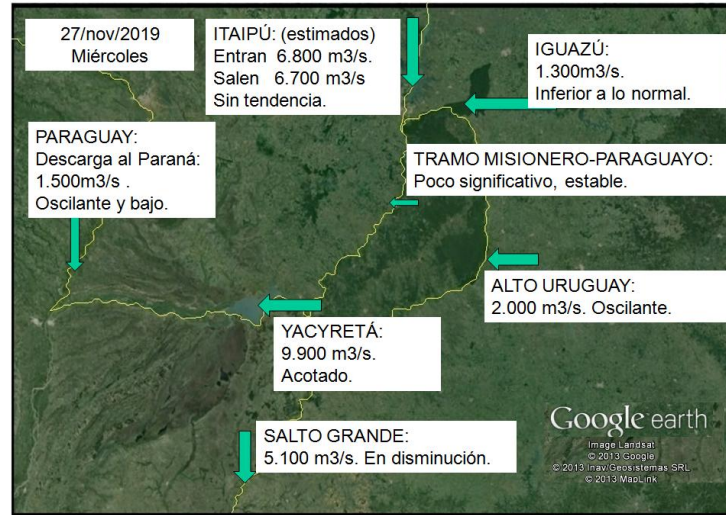 27/nov/2019
Miércoles
ITAIPÚ: (estimados)
Entran 6.800 m3/s.
Salen 6.700 m3/s
Sin tendencia.
IGUAZÚ:
1.300m3/s.
Inferior a lo normal.
PARAGUAY:
Descarga al Paraná:
1.500m3/s .
Oscilante y bajo.
TRAMO MISIONERO-PARAGUAYO:
Poco significativo, estable.
ALTO URUGUAY:
2.000 m3/s. Oscilante.
YACYRETÁ:
9.900 m3/s.
Acotado.
SALTO GRANDE:
5.100 m3/s. En disminución.
Google earth
Image Landsat
© 2013 Google
© 2013 Inav/Geosistemas SRL
© 2013 MapLink